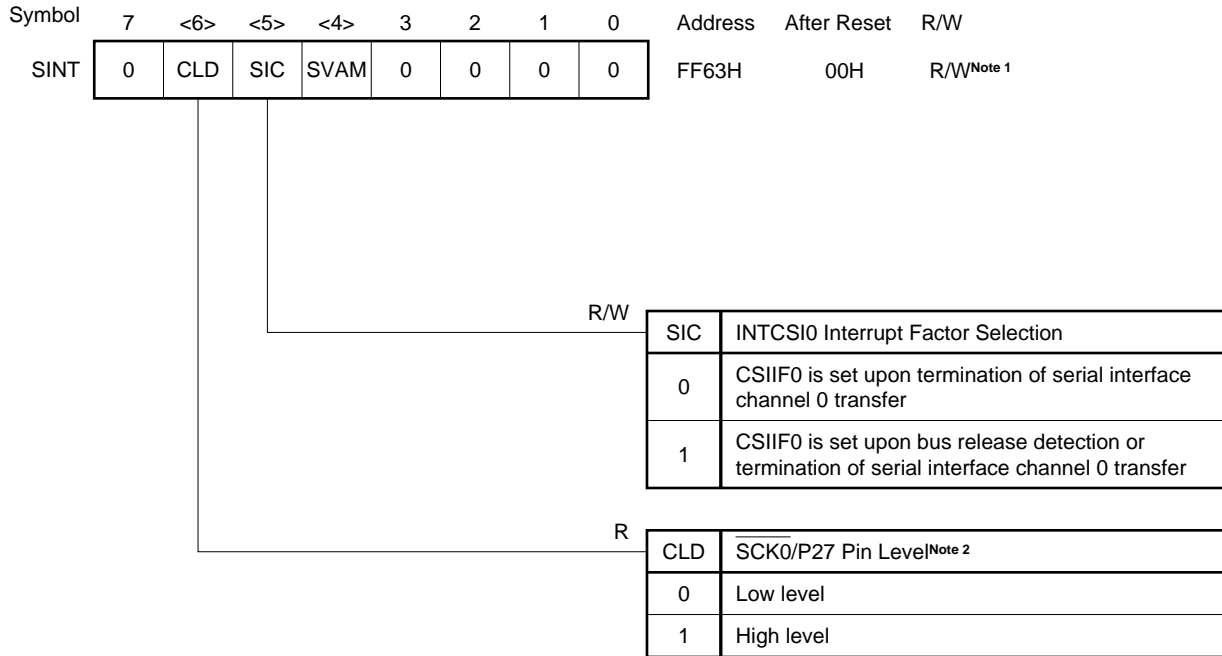 Symbol 7 <6> <5> <4> 3 2 1 0 Address After Reset R/W
SINT 0 CLD SIC SVAM 0 0 0 0 FF63H 00H R/W Note 1
R/W
SIC INTCSI0 Interrupt Factor Selection
0 CSIIF0 is set upon termination of serial interface
channel 0 transfer
1 CSIIF0 is set upon bus release detection or
termination of serial interface channel 0 transfer
R
CLD SCK0/P27 Pin Level Note 2
0 Low level
1 High level